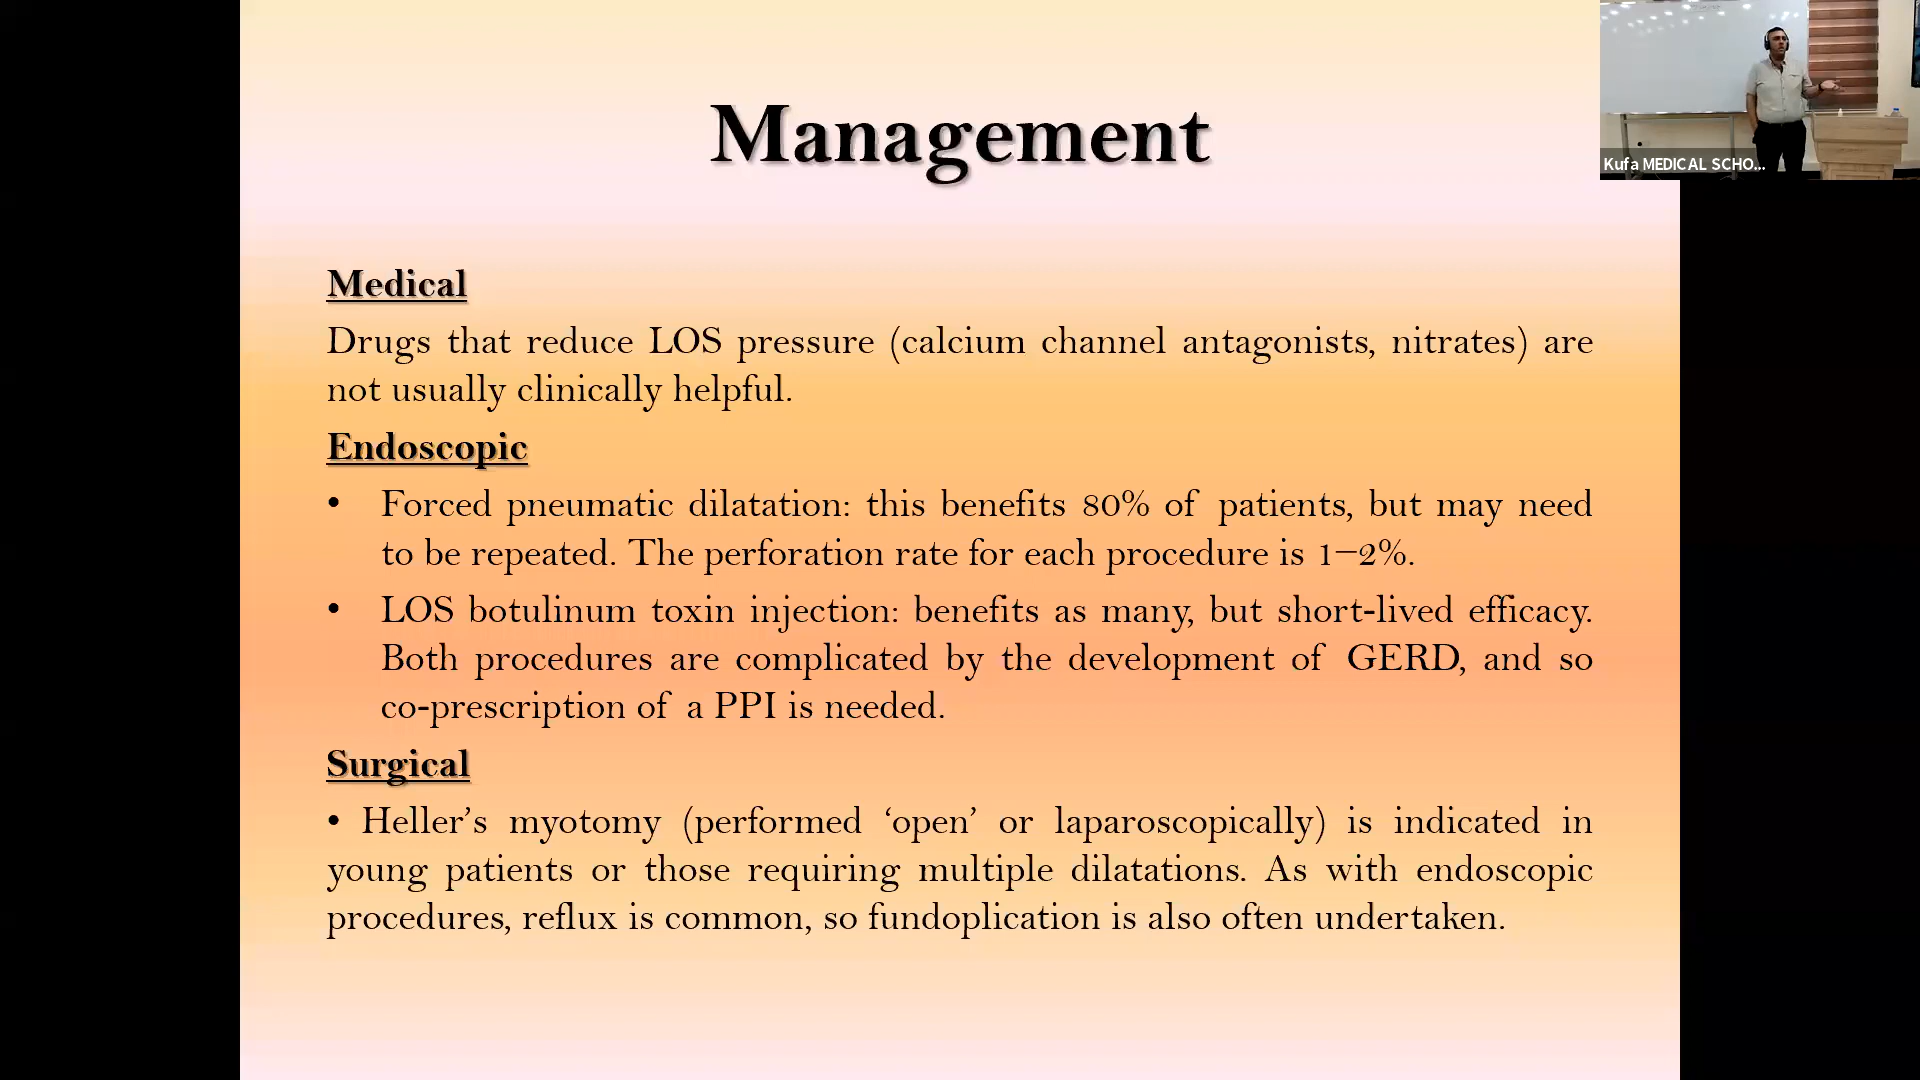 Management
Kufa MEDICAL SCHO...
Medical
Drugs that reduce LOS pressure (calcium channel antagonists, nitrates) are
not usually clinically helpful.
Endoscopic
• Forced pneumatic dilatation: this benefits 80% of patients, but may need
to be repeated. The perforation rate for each procedure is 1–2%.
• LOS botulinum toxin injection: benefits as many, but short-lived efficacy.
Both procedures are complicated by the development of GERD, and so
co-prescription of a PPI is needed.
Surgical
• Heller’s myotomy (performed ‘open’ or laparoscopically) is indicated in
young patients or those requiring multiple dilatations. As with endoscopic
procedures, reflux is common, so fundoplication is also often undertaken.